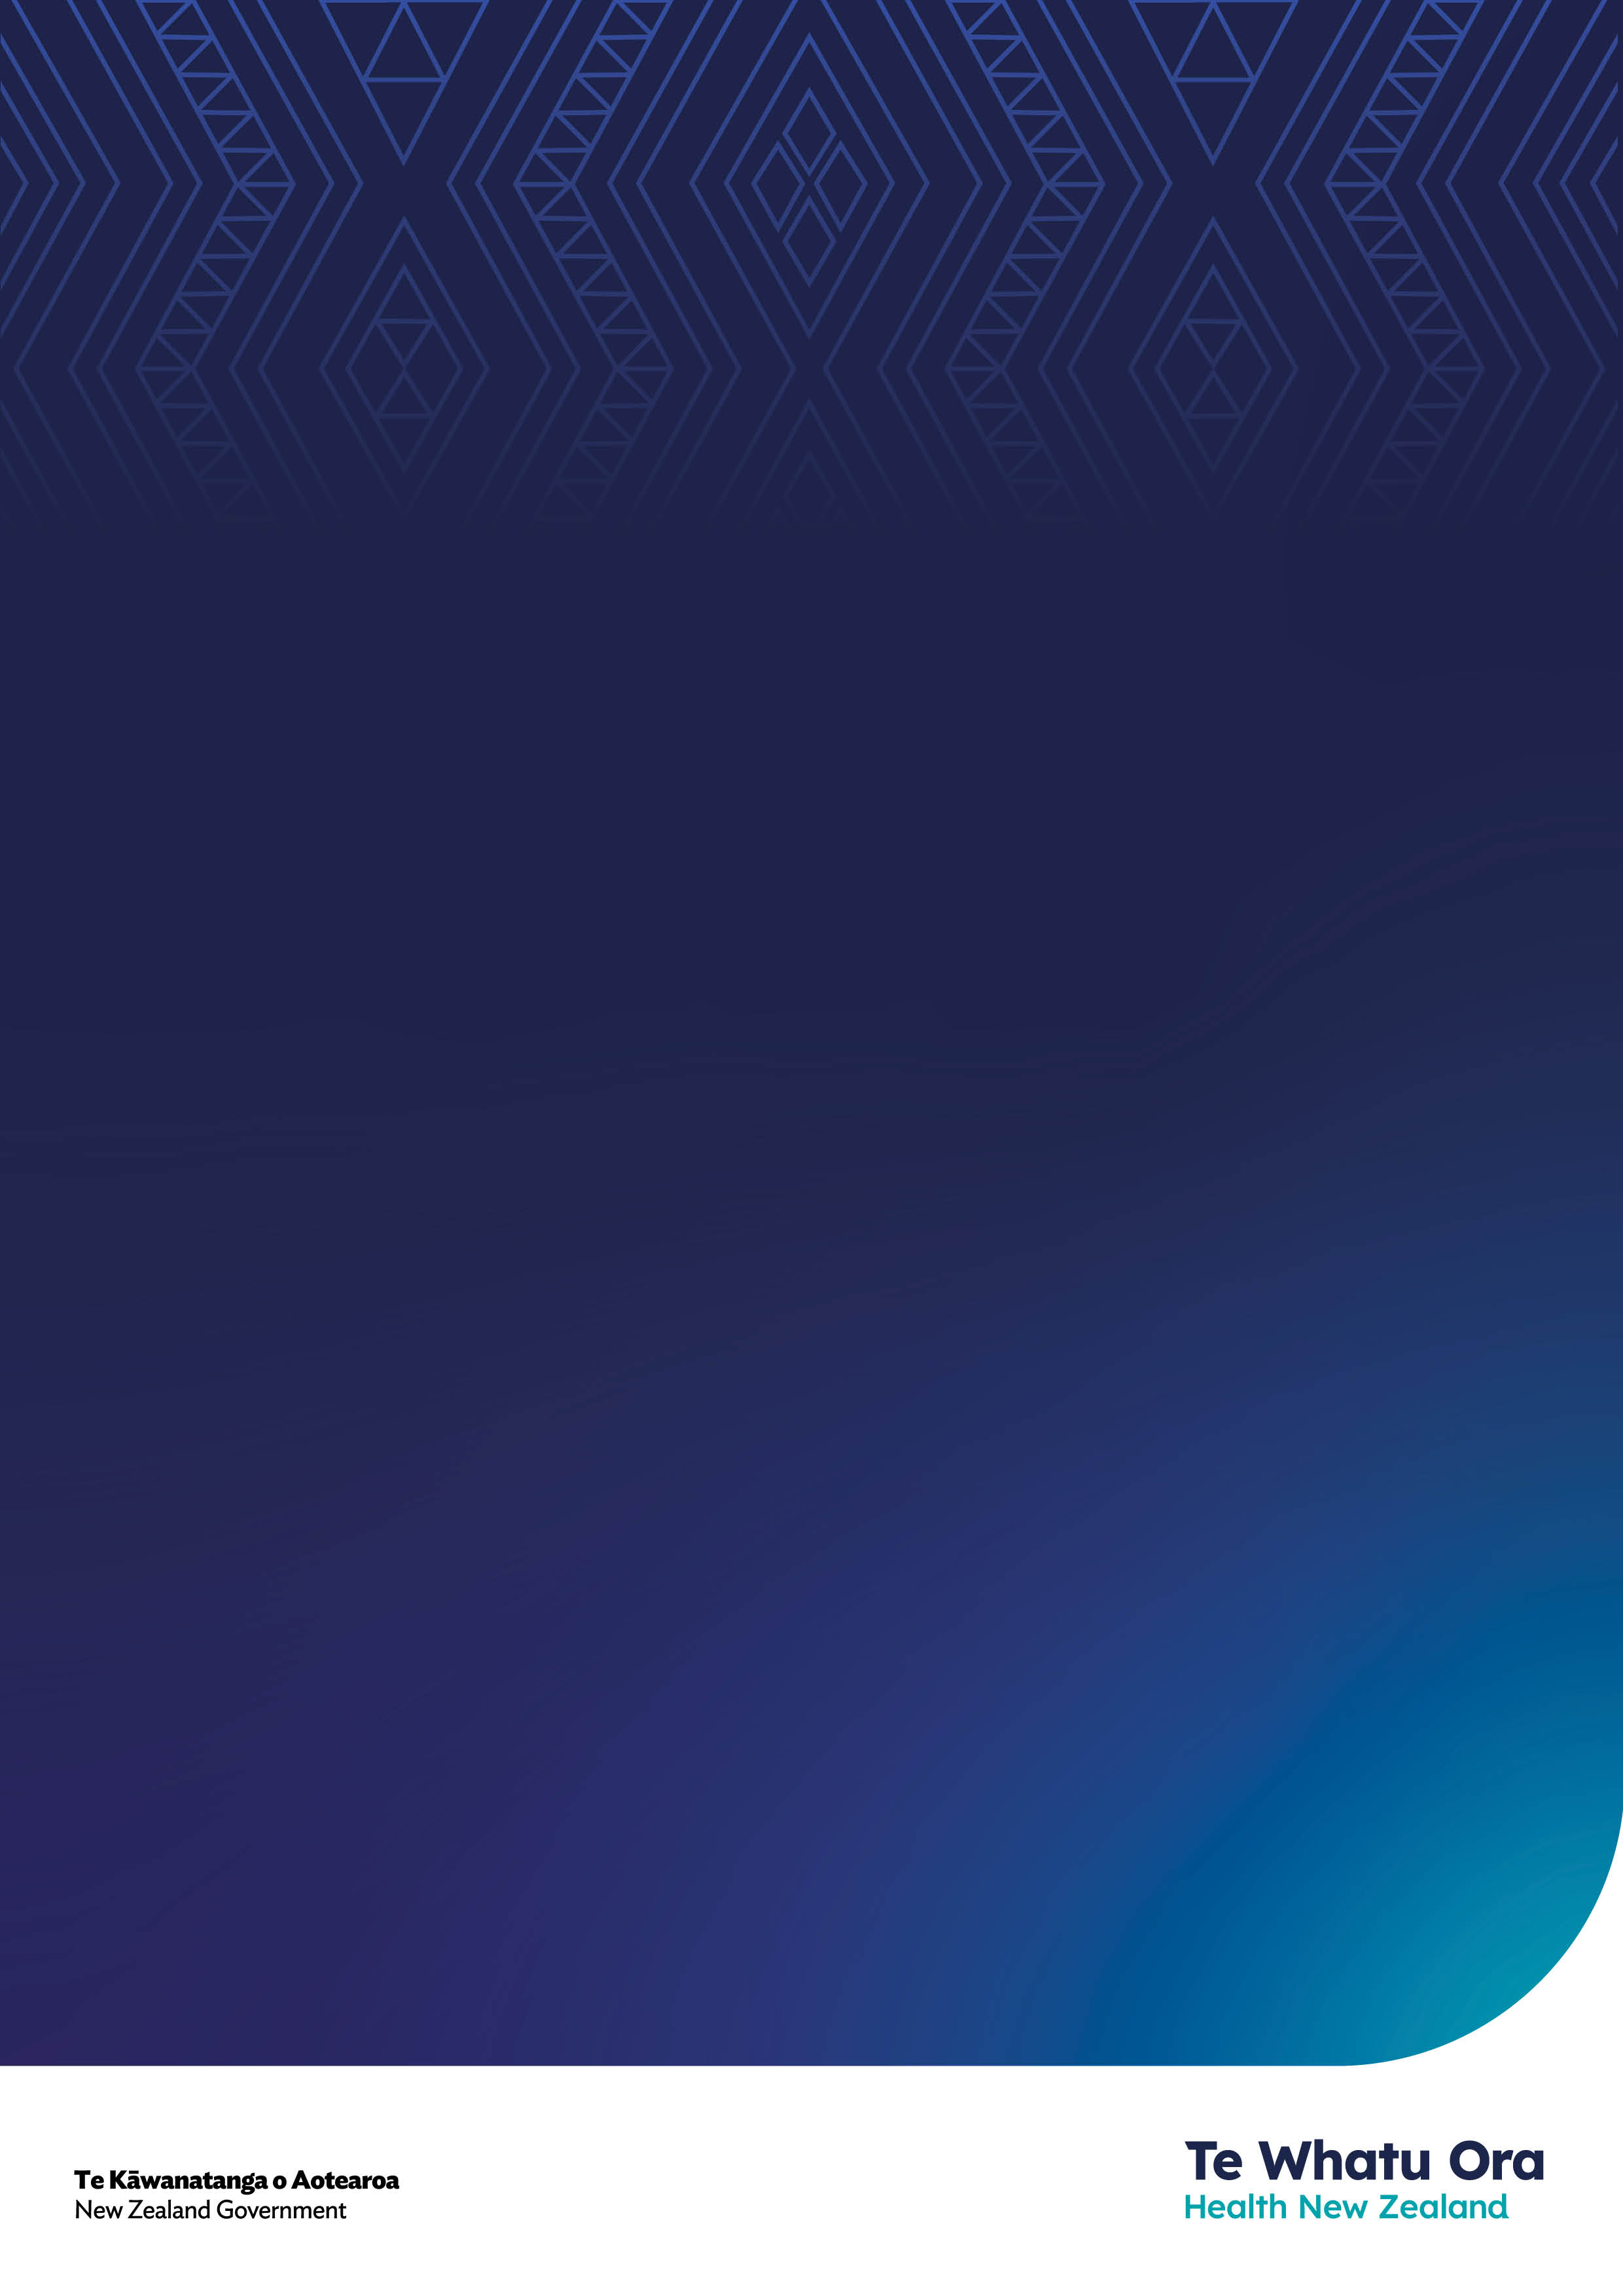 Te Kāwanatanga o Aotearoa
New Zealand Government
Te Whatu Ora
Health New Zealand